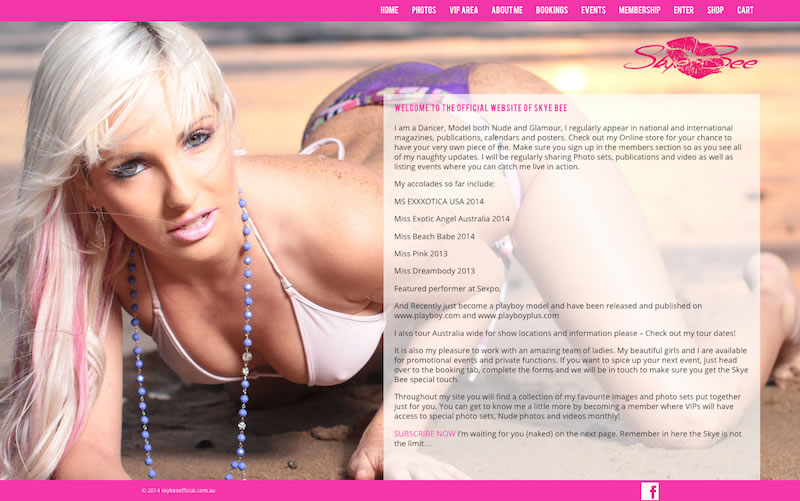 HOME PHOTOS VIP AREA ABOUT ME BOOKINGS EVENTS MEMBERSHIP ENTER SHOP CART
Skye Bee
WELCOME TO THE OFFICIAL WEBSITE OF SKYE BEE
I am a Dancer, Model both Nude and Glamour, I regularly appear in national and international
magazines, publications, calendars and posters. Check out my Online store for your chance to
have your very own piece of me. Make sure you sign up in the members section so as you see all
of my naughty updates. I will be regularly sharing Photo sets, publications and video as well as
listing events where you can catch me live in action.
My accolades so far include:
MS EXXXOTICA USA 2014
Miss Exotic Angel Australia 2014
Miss Beach Babe 2014
Miss Pink 2013
Miss Dreambody 2013
Featured performer at Sexpo.
And Recently just become a playboy model and have been released and published on
www.playboy.com and www.playboyplus.com
I also tour Australia wide for show locations and information please – Check out my tour dates!
It is also my pleasure to work with an amazing team of ladies. My beautiful girls and I are available
for promotional events and private functions. If you want to spice up your next event, just head
over to the booking tab, complete the forms and we will be in touch to make sure you get the Skye
Bee special touch.
Throughout my site you will find a collection of my favourite images and photo sets put together
just for you. You can get to know me a little more by becoming a member where VIPs will have
access to special photo sets, Nude photos and videos monthly!
SUBSCRIBE NOW I'm waiting for you (naked) on the next page. Remember in here the Skye is not
the limit…
© 2014 skybeeofficial.com.au
f